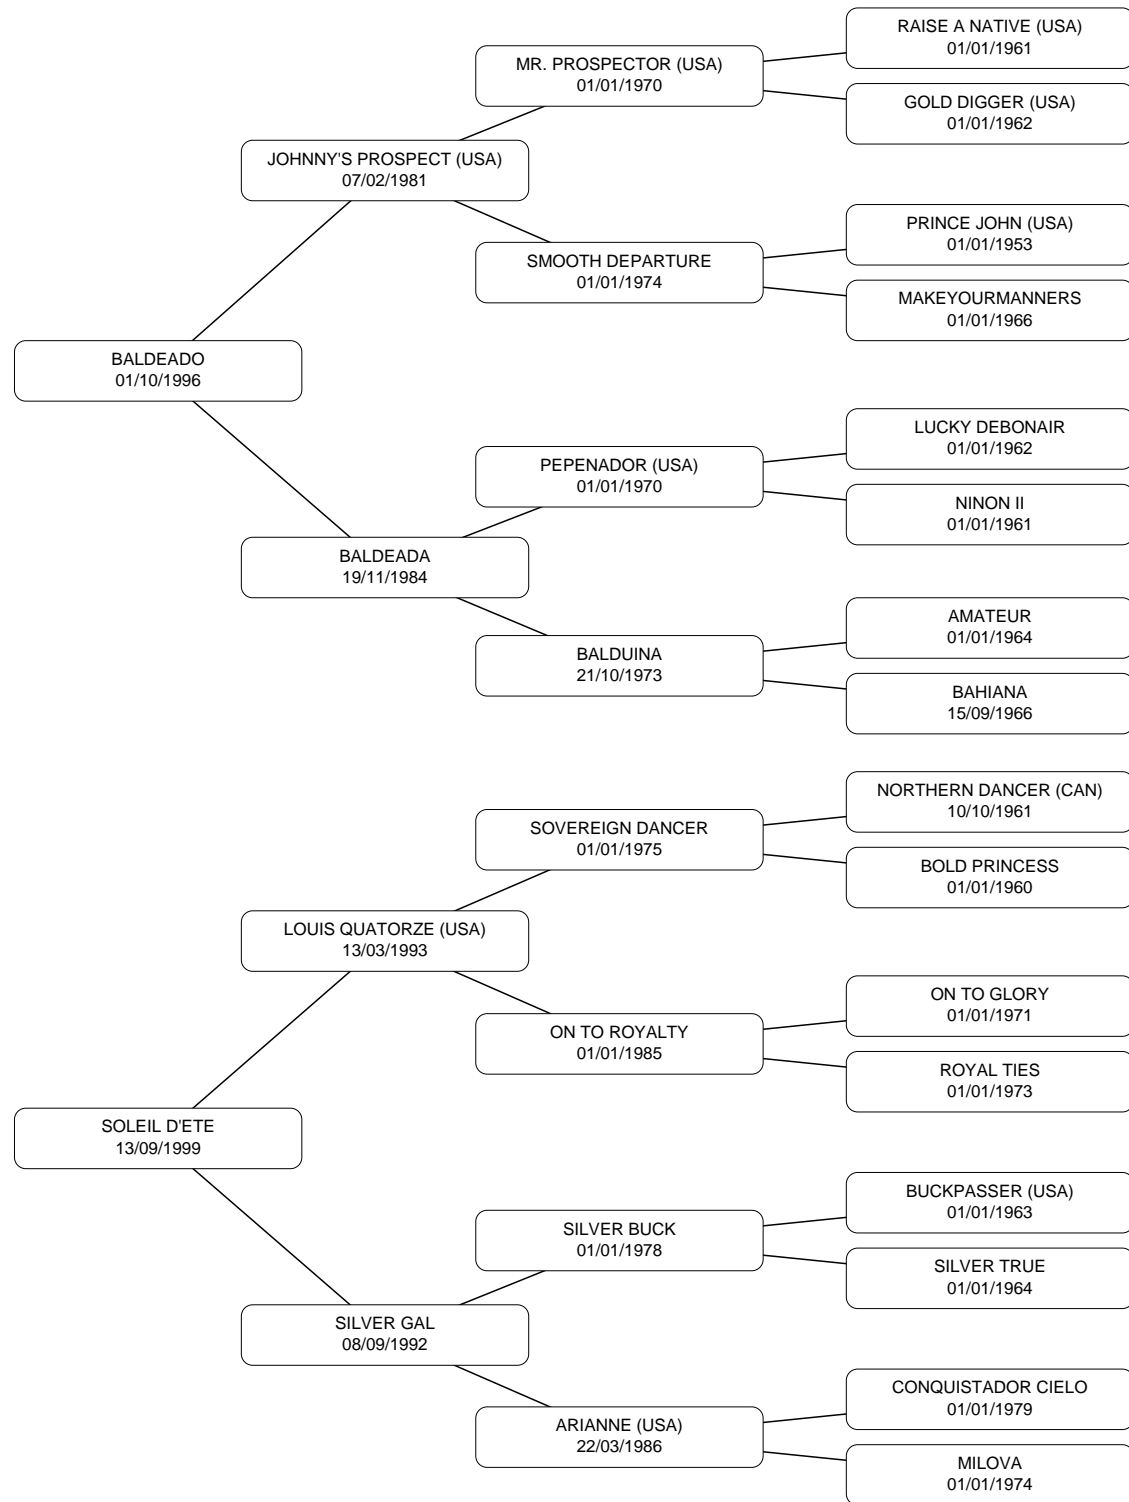 RAISE A NATIVE (USA)
01/01/1961
MR. PROSPECTOR (USA)
01/01/1970
GOLD DIGGER (USA)
01/01/1962
JOHNNY'S PROSPECT (USA)
07/02/1981
PRINCE JOHN (USA)
01/01/1953
SMOOTH DEPARTURE
01/01/1974
MAKEYOURMANNERS
01/01/1966
BALDEADO
01/10/1996
LUCKY DEBONAIR
01/01/1962
PEPENADOR (USA)
01/01/1970
NINON II
01/01/1961
BALDEADA
19/11/1984
AMATEUR
01/01/1964
BALDUINA
21/10/1973
BAHIANA
15/09/1966
NORTHERN DANCER (CAN)
10/10/1961
SOVEREIGN DANCER
01/01/1975
BOLD PRINCESS
01/01/1960
LOUIS QUATORZE (USA)
13/03/1993
ON TO GLORY
01/01/1971
ON TO ROYALTY
01/01/1985
ROYAL TIES
01/01/1973
SOLEIL D'ETE
13/09/1999
BUCKPASSER (USA)
01/01/1963
SILVER BUCK
01/01/1978
SILVER TRUE
01/01/1964
SILVER GAL
08/09/1992
CONQUISTADOR CIELO
01/01/1979
ARIANNE (USA)
22/03/1986
MILOVA
01/01/1974